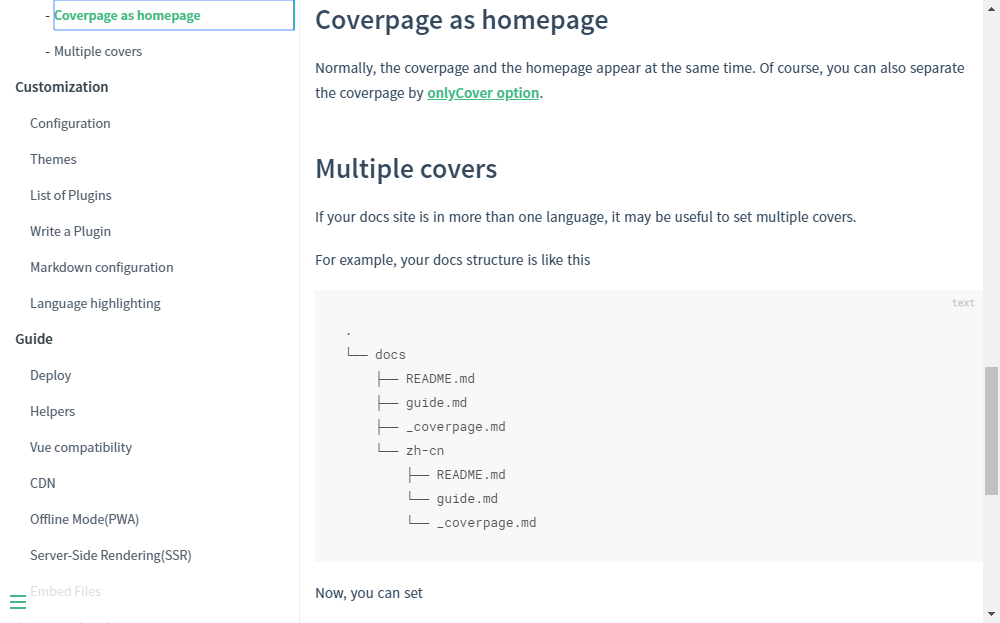 - Coverpage as homepage
- Multiple covers
Customization
Configuration
Themes
List of Plugins
Write a Plugin
Markdown configuration
Language highlighting
Guide
Deploy
Helpers
Vue compatibility
CDN
Offline Mode(PWA)
Server-Side Rendering(SSR)
Embed Files
Coverpage as homepage
Normally, the coverpage and the homepage appear at the same time. Of course, you can also separate
the coverpage by onlyCover option.
Multiple covers
If your docs site is in more than one language, it may be useful to set multiple covers.
For example, your docs structure is like this
text
.
└── docs
    ├── README.md
    ├── guide.md
    ├── _coverpage.md
    └── zh-cn
        ├── README.md
        └── guide.md
        └── _coverpage.md
Now, you can set